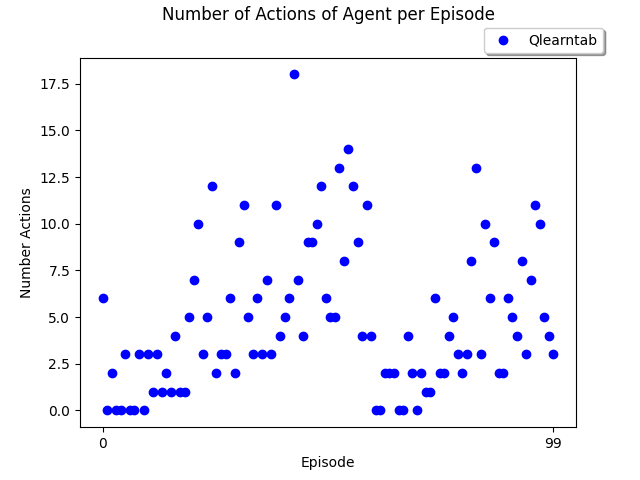 Number of Actions of Agent per Episode
Qlearntab
17.5
15.0
12.5
10.0
7.5
5.0
2.5
0.0
Number Actions
0
99
Episode